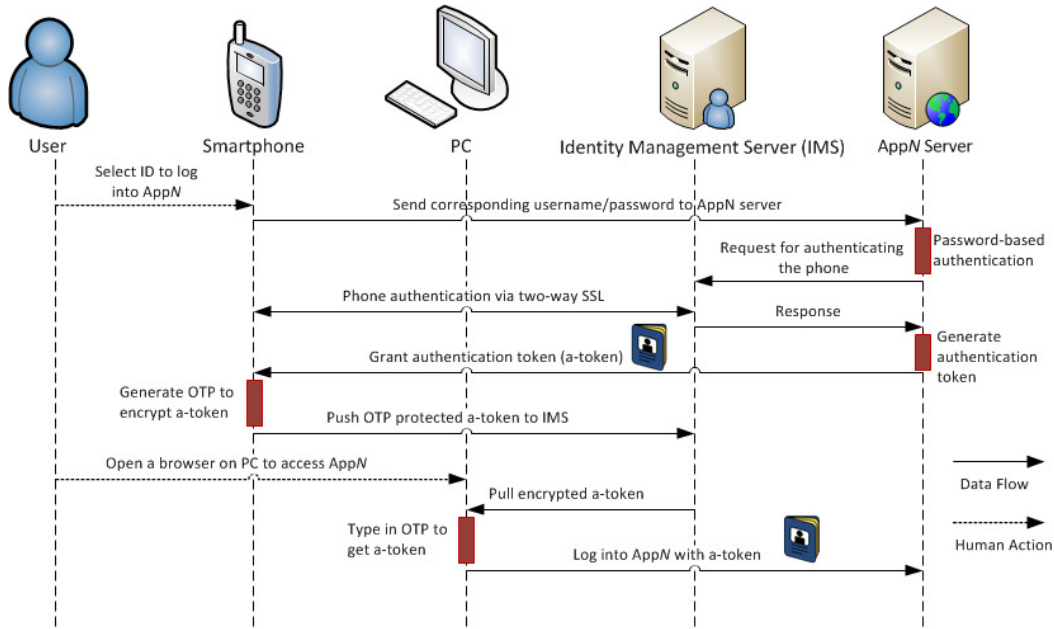 User
Smartphone
PC
Identity Management Server (IMS)
AppN Server
Select ID to log
into AppN
Send corresponding username/password to AppN server
Password-based
authentication
Request for authenticating
the phone
Phone authentication via two-way SSL
Response
Generate
authentication
token
Grant authentication token (a-token)
Generate OTP to
encrypt a-token
Push OTP protected a-token to IMS
Open a browser on PC to access AppN
Data Flow
Pull encrypted a-token
Type in OTP to
get a-token
Human Action
Log into AppN with a-token